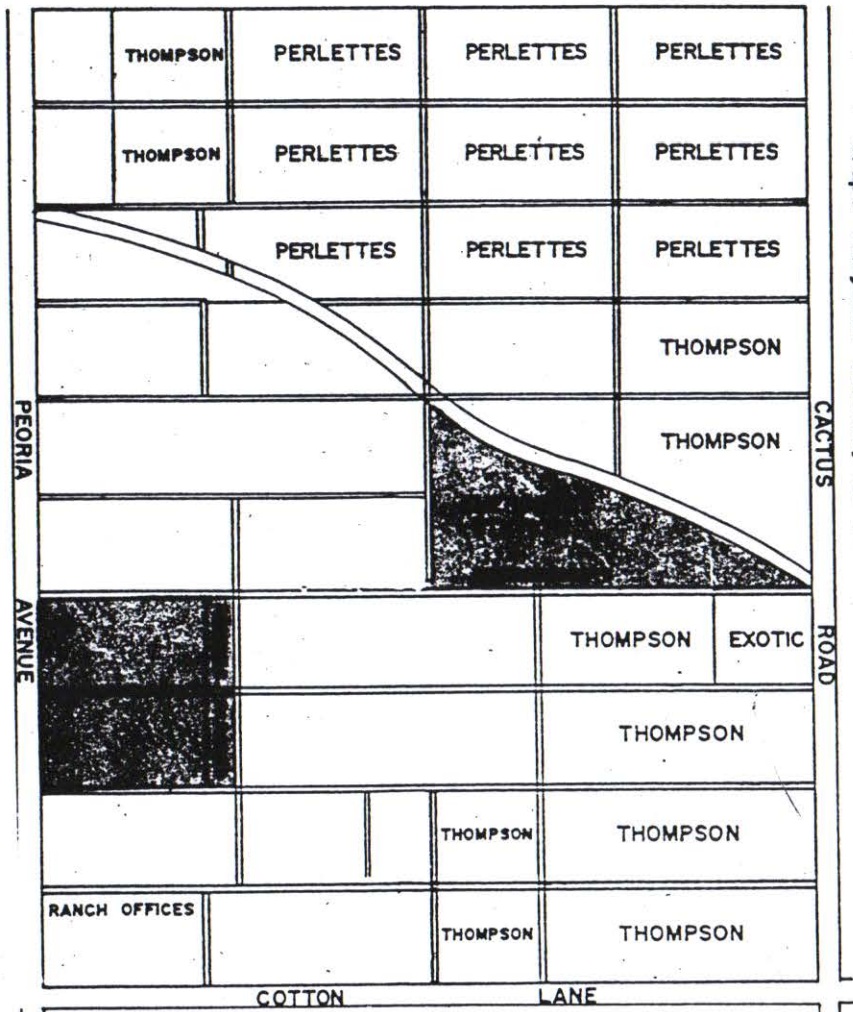 THOMPSON PERLETTES PERLETTES PERLETTES
THOMPSON PERLETTES PERLETTES PERLETTES
PERLETTES PERLETTES PERLETTES
THOMPSON
THOMPSON
PEORIA AVENUE
CACTUS ROAD
THOMPSON EXOTIC
THOMPSON
THOMPSON THOMPSON
RANCH OFFICES
THOMPSON THOMPSON
COTTON LANE